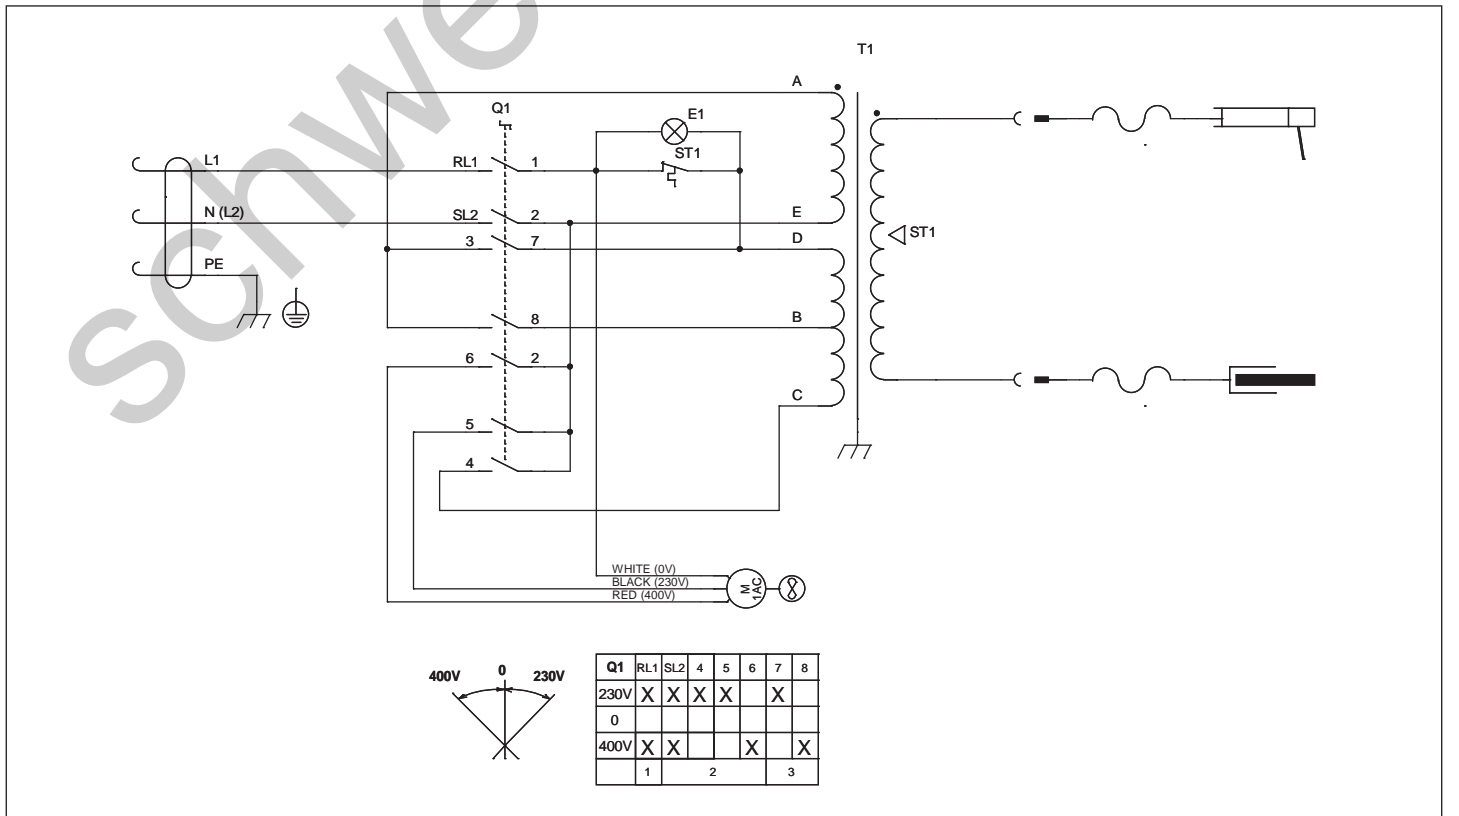 schwe
T1
A
Q1
E1
L1
RL1
1
ST1
N (L2)
SL2
2
E
3
7
D
ST1
PE
8
B
6
2
C
5
4
WHITE (0V)
BLACK (230V)
RED (400V)
M
1AC
400V
0
230V
Q1 RL1 SL2 4 5 6 7 8
230V X X X X X
0
400V X X X X
1 2 3